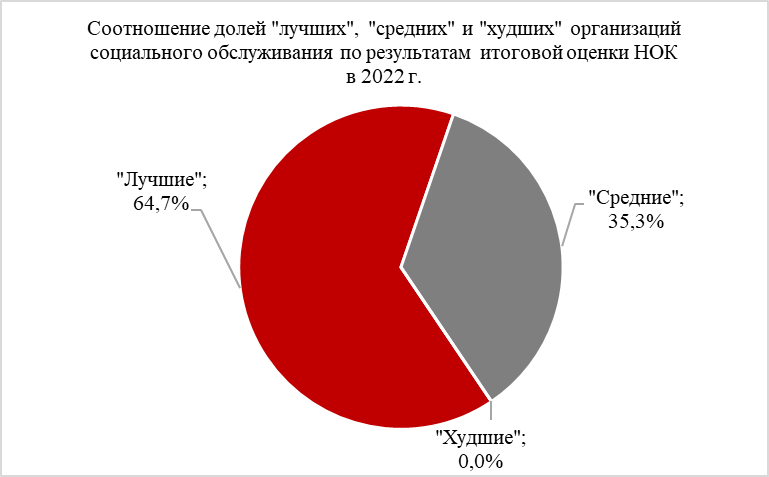 Соотношение долей "лучших", "средних" и "худших" организаций
социального обслуживания по результатам итоговой оценки НОК
в 2022 г.
"Лучшие";
64,7%
"Средние";
35,3%
"Худшие";
0,0%